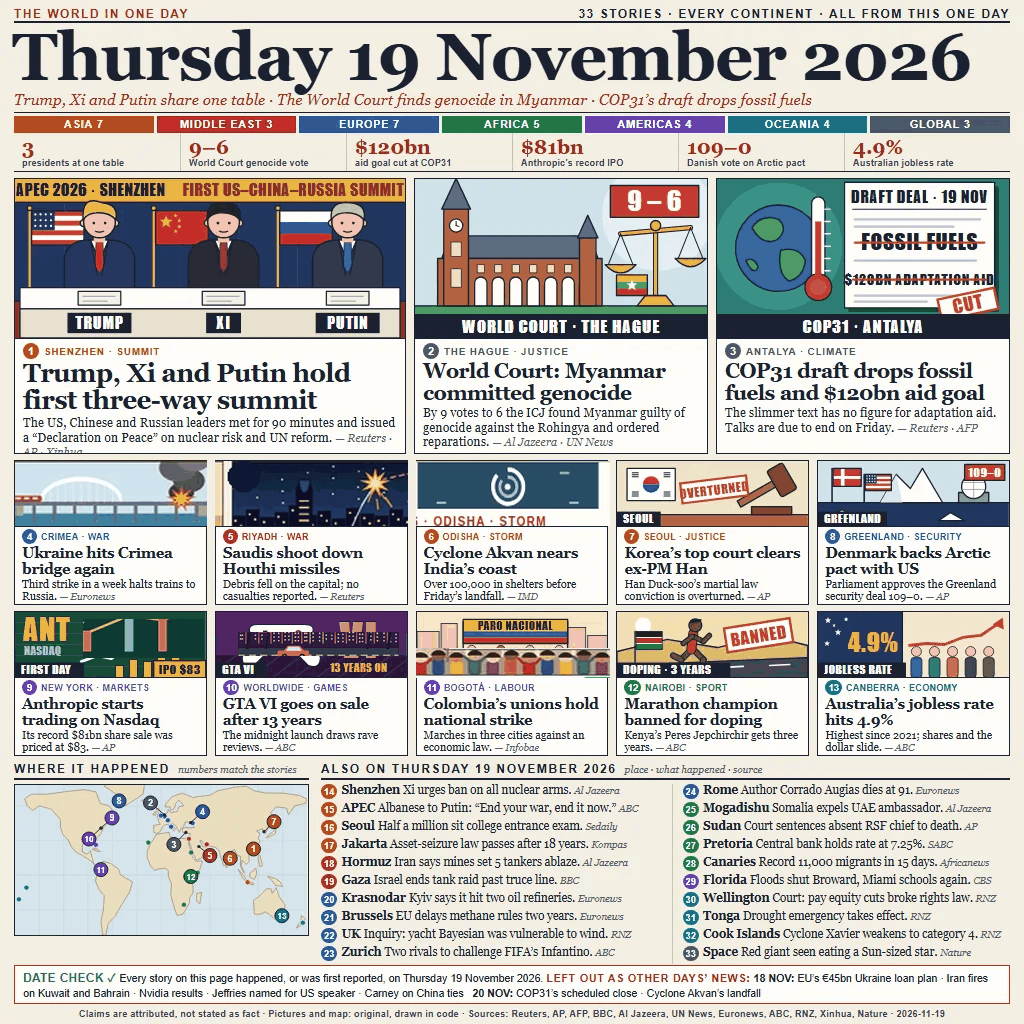 THE WORLD IN ONE DAY
33 STORIES · EVERY CONTINENT · ALL FROM THIS ONE DAY
Thursday 19 November 2026
Trump, Xi and Putin share one table · The World Court finds genocide in Myanmar · COP31's draft drops fossil fuels
ASIA 7
MIDDLE EAST 3
EUROPE 7
AFRICA 5
AMERICAS 4
OCEANIA 4
GLOBAL 3
3
presidents at one table
9–6
World Court genocide vote
$120bn
aid goal cut at COP31
$81bn
Anthropic's record IPO
109–0
Danish vote on Arctic pact
4.9%
Australian jobless rate
APEC 2026 · SHENZHEN FIRST US–CHINA–RUSSIA SUMMIT
TRUMP
XI
PUTIN
1 SHENZHEN · SUMMIT
Trump, Xi and Putin hold
first three-way summit
The US, Chinese and Russian leaders met for 90 minutes and issued
a “Declaration on Peace” on nuclear risk and UN reform. — Reuters ·
AP · Xinhua
9–6
WORLD COURT · THE HAGUE
2 THE HAGUE · JUSTICE
World Court: Myanmar
committed genocide
By 9 votes to 6 the ICJ found Myanmar guilty of
genocide against the Rohingya and ordered
reparations. — Al Jazeera · UN News
DRAFT DEAL · 19 NOV
FOSSIL FUELS
$120BN ADAPTATION AID
CUT
COP31 · ANTALYA
3 ANTALYA · CLIMATE
COP31 draft drops fossil
fuels and $120bn aid goal
The slimmer text has no figure for adaptation aid.
Talks are due to end on Friday. — Reuters · AFP
4 CRIMEA · WAR
Ukraine hits Crimea
bridge again
Third strike in a week halts trains to
Russia. — Euronews
5 RIYADH · WAR
Saudis shoot down
Houthi missiles
Debris fell on the capital; no
casualties reported. — Reuters
· ODISHA · STORM
6 ODISHA · STORM
Cyclone Akvan nears
India's coast
Over 100,000 in shelters before
Friday's landfall. — IMD
OVERTURNED
SEOUL
7 SEOUL · JUSTICE
Korea's top court clears
ex-PM Han
Han Duck-soo's martial law
conviction is overturned. — AP
109–0
GREENLAND
8 GREENLAND · SECURITY
Denmark backs Arctic
pact with US
Parliament approves the Greenland
security deal 109–0. — AP
ANT
NASDAQ
FIRST DAY
IPO $83
9 NEW YORK · MARKETS
Anthropic starts
trading on Nasdaq
Its record $81bn share sale was
priced at $83. — AP
VI
GTA VI
13 YEARS ON
10 WORLDWIDE · GAMES
GTA VI goes on sale
after 13 years
The midnight launch draws rave
reviews. — ABC
PARO NACIONAL
11 BOGOTÁ · LABOUR
Colombia's unions hold
national strike
Marches in three cities against an
economic law. — Infobae
BANNED
DOPING · 3 YEARS
12 NAIROBI · SPORT
Marathon champion
banned for doping
Kenya's Peres Jepchirchir gets three
years. — ABC
4.9%
JOBLESS RATE
13 CANBERRA · ECONOMY
Australia's jobless rate
hits 4.9%
Highest since 2021; shares and the
dollar slide. — ABC
WHERE IT HAPPENED numbers match the stories
8
2
9
4
10
3
7
5
6
1
11
12
13
ALSO ON THURSDAY 19 NOVEMBER 2026 place · what happened · source
14 Shenzhen Xi urges ban on all nuclear arms. Al Jazeera
15 APEC Albanese to Putin: “End your war, end it now.” ABC
16 Seoul Half a million sit college entrance exam. Sedaily
17 Jakarta Asset-seizure law passes after 18 years. Kompas
18 Hormuz Iran says mines set 5 tankers ablaze. Al Jazeera
19 Gaza Israel ends tank raid past truce line. BBC
20 Krasnodar Kyiv says it hit two oil refineries. Euronews
21 Brussels EU delays methane rules two years. Euronews
22 UK Inquiry: yacht Bayesian was vulnerable to wind. RNZ
23 Zurich Two rivals to challenge FIFA's Infantino. ABC
24 Rome Author Corrado Augias dies at 91. Euronews
25 Mogadishu Somalia expels UAE ambassador. Al Jazeera
26 Sudan Court sentences absent RSF chief to death. AP
27 Pretoria Central bank holds rate at 7.25%. SABC
28 Canaries Record 11,000 migrants in 15 days. Africanews
29 Florida Floods shut Broward, Miami schools again. CBS
30 Wellington Court: pay equity cuts broke rights law. RNZ
31 Tonga Drought emergency takes effect. RNZ
32 Cook Islands Cyclone Xavier weakens to category 4. RNZ
33 Space Red giant seen eating a Sun-sized star. Nature
DATE CHECK ✓ Every story on this page happened, or was first reported, on Thursday 19 November 2026. LEFT OUT AS OTHER DAYS' NEWS: 18 NOV: EU's €45bn Ukraine loan plan · Iran fires
on Kuwait and Bahrain · Nvidia results · Jeffries named for US speaker · Carney on China ties 20 NOV: COP31's scheduled close · Cyclone Akvan's landfall
Claims are attributed, not stated as fact · Pictures and map: original, drawn in code · Sources: Reuters, AP, AFP, BBC, Al Jazeera, UN News, Euronews, ABC, RNZ, Xinhua, Nature · 2026-11-19